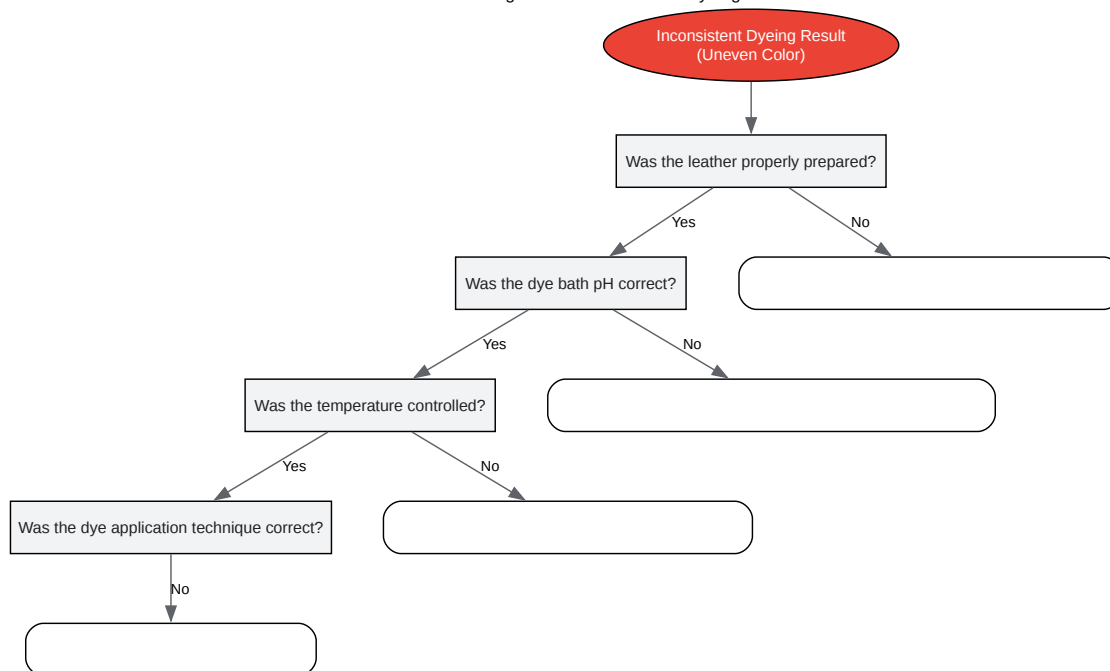 Inconsistent Dyeing Result
(Uneven Color)
Was the leather properly prepared?
Yes
No
Was the dye bath pH correct?
Yes
No
Was the temperature controlled?
Yes
No
Was the dye application technique correct?
No